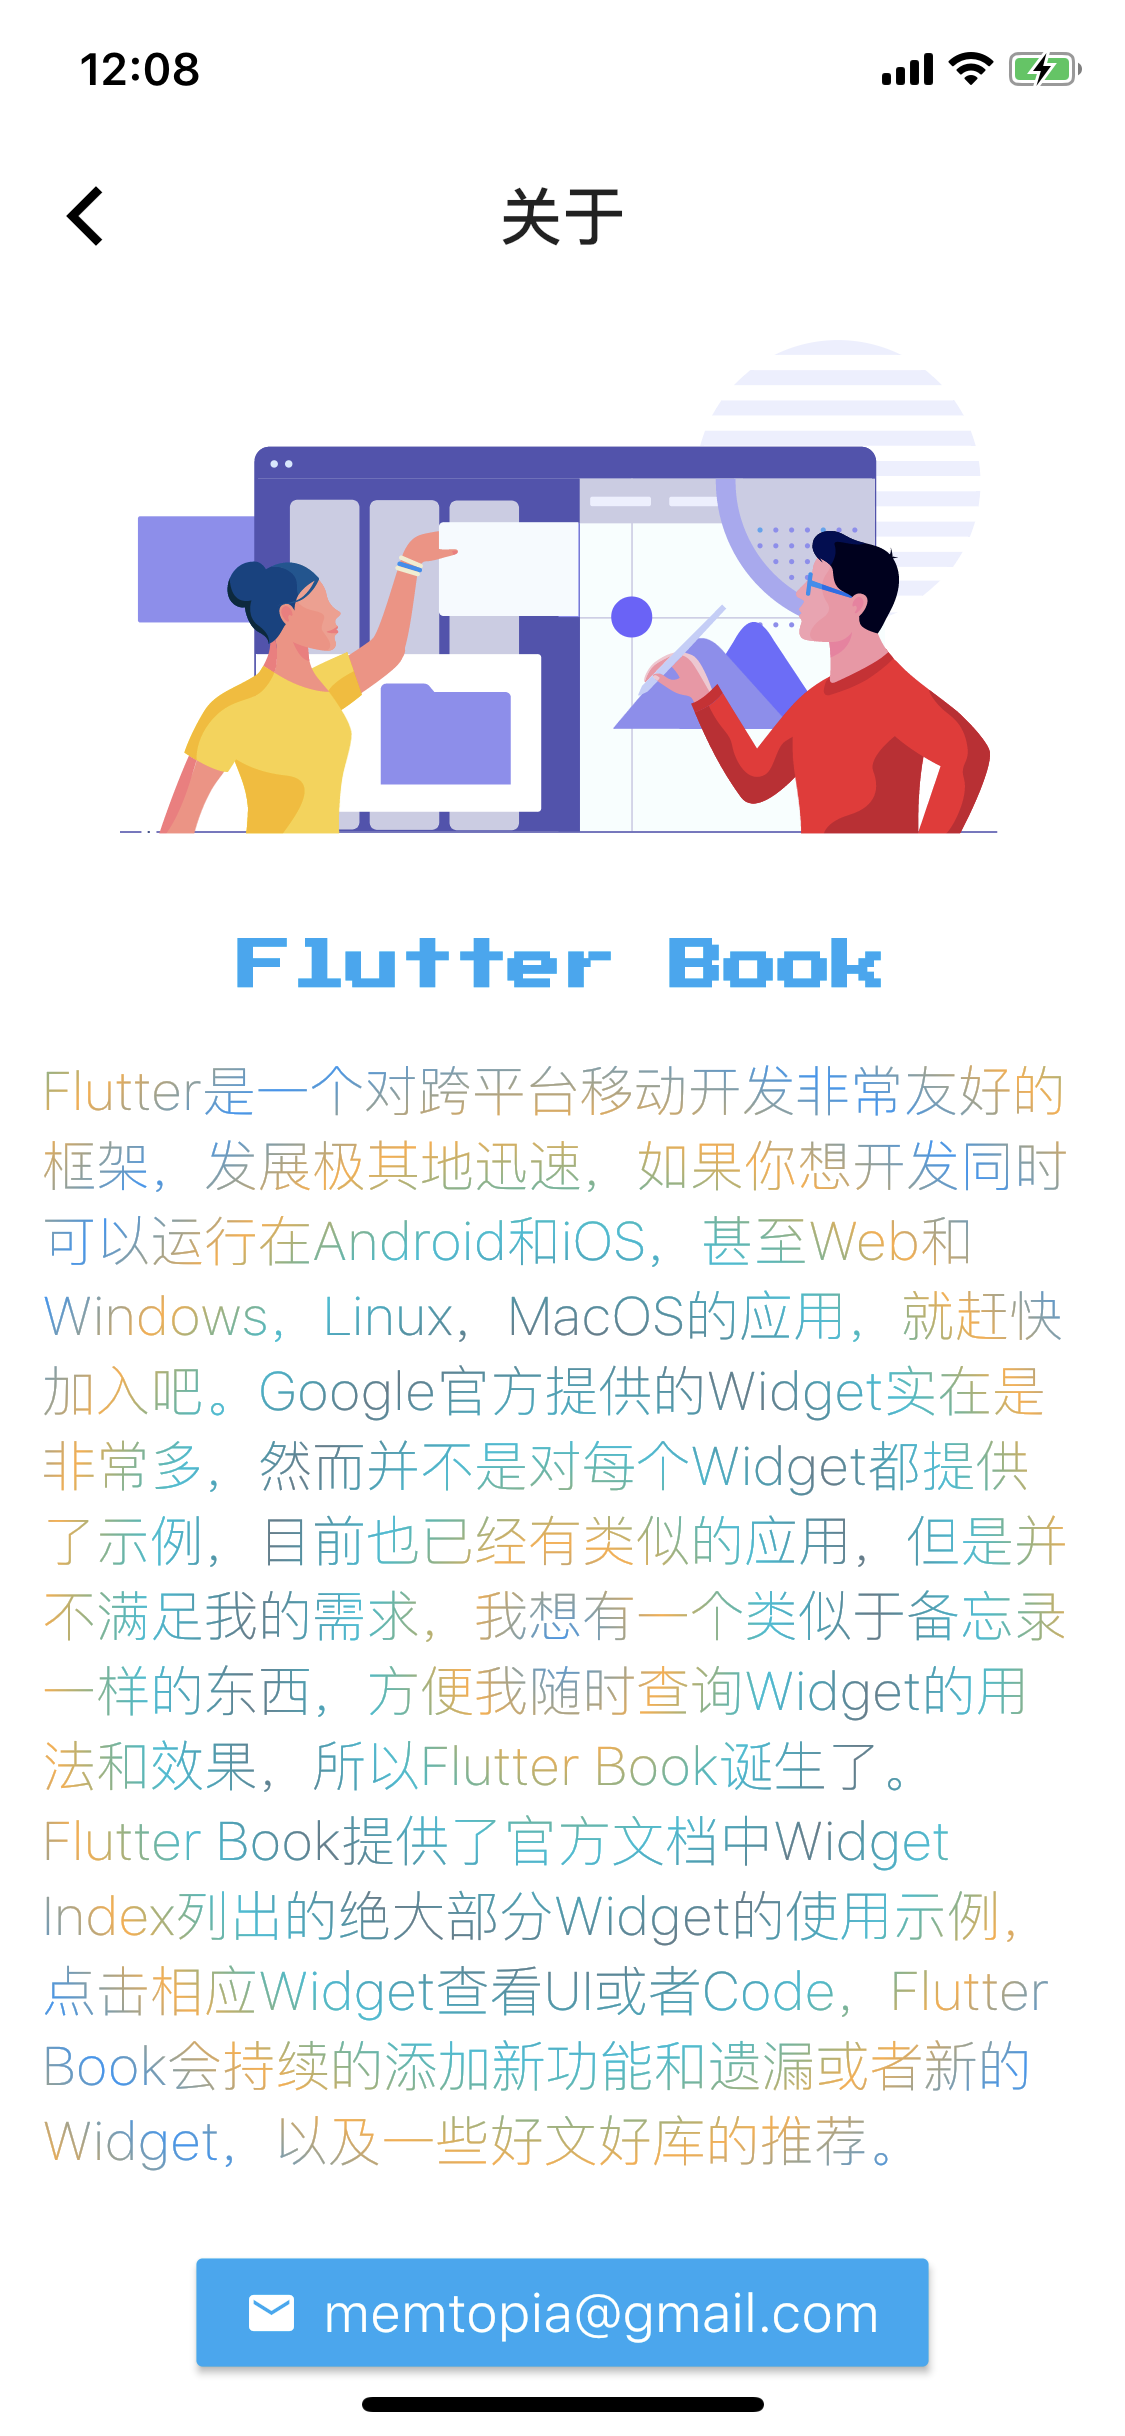 12:08
关于
Flutter Book
Flutter是一个对跨平台移动开发非常友好的
框架，发展极其地迅速，如果你想开发同时
可以运行在Android和iOS，甚至Web和
Windows，Linux，MacOS的应用，就赶快
加入吧。Google官方提供的Widget实在是
非常多，然而并不是对每个Widget都提供
了示例，目前也已经有类似的应用，但是并
不满足我的需求，我想有一个类似于备忘录
一样的东西，方便我随时查询Widget的用
法和效果，所以Flutter Book诞生了。
Flutter Book提供了官方文档中Widget
Index列出的绝大部分Widget的使用示例，
点击相应Widget查看UI或者Code，Flutter
Book会持续的添加新功能和遗漏或者新的
Widget，以及一些好文好库的推荐。
memtopia@gmail.com